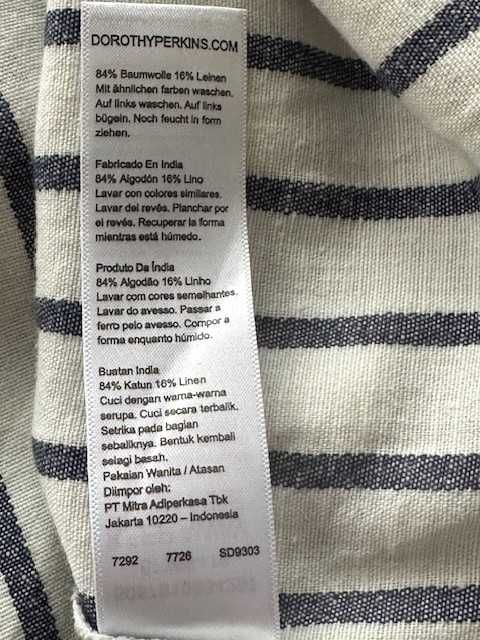 DOROTHYPERKINS.COM
84% Baumwolle 16% Leinen
Mit ähnlichen farben waschen.
Auf links waschen. Auf links
bügeln. Noch feucht in form
ziehen.
Fabricado En India
84% Algodón 16% Lino
Lavar con colores similares.
Lavar del revés. Planchar por
el revés. Recuperar la forma
mientras está húmedo.
Produto Da Índia
84% Algodão 16% Linho
Lavar com cores semelhantes.
Lavar do avesso. Passar a
ferro pelo avesso. Compor a
forma enquanto húmido.
Buatan India
84% Katun 16% Linen
Cuci dengan warna-warna
serupa. Cuci secara terbalik.
Setrika pada bagian
sebaliknya. Bentuk kembali
selagi basah.
Pakaian Wanita / Atasan
Diimpor oleh:
PT Mitra Adiperkasa Tbk
Jakarta 10220 – Indonesia
7292 7726 SD9303